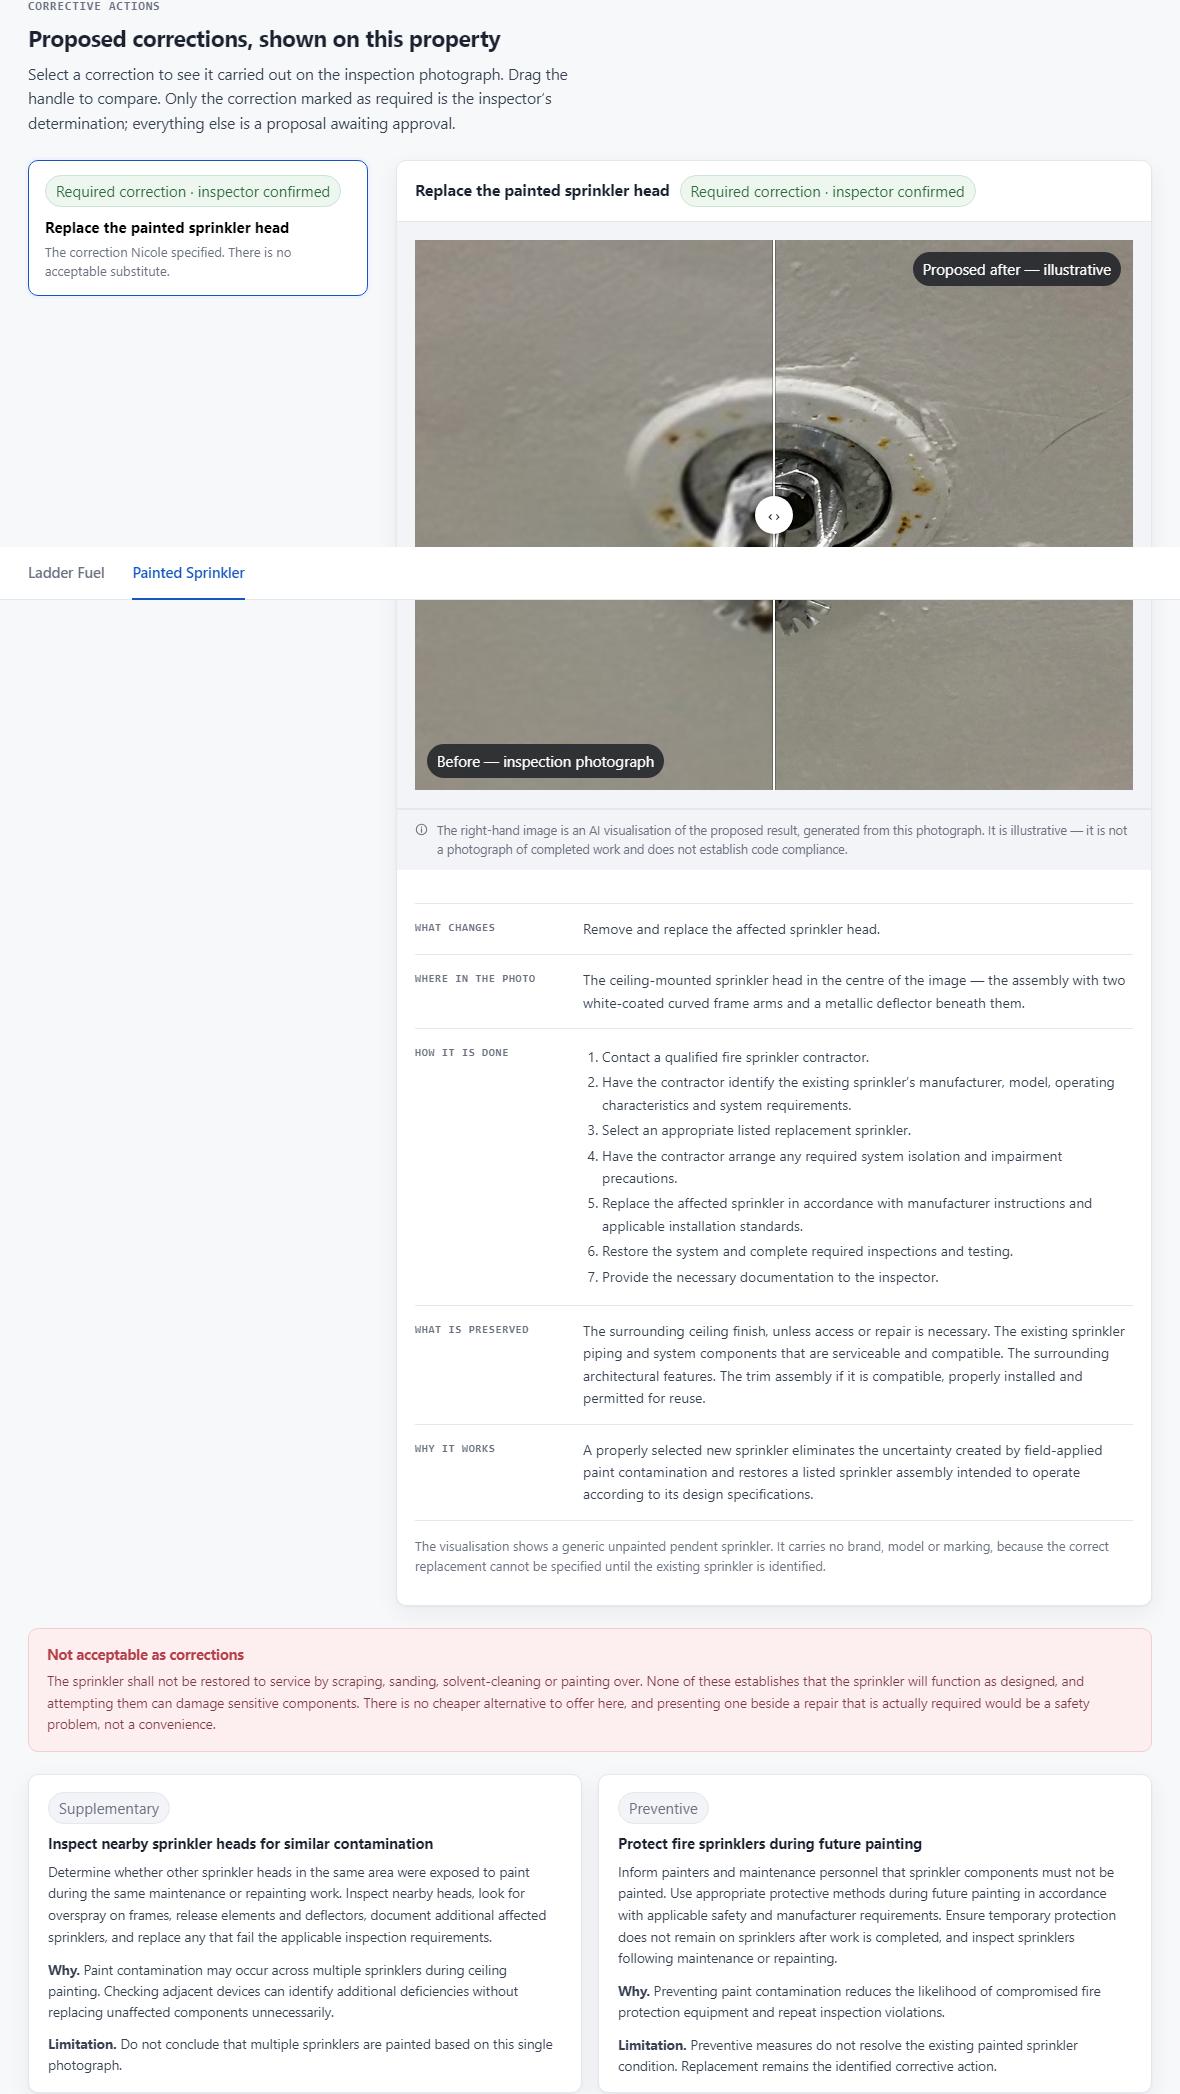 CORRECTIVE ACTIONS
Proposed corrections, shown on this property
Select a correction to see it carried out on the inspection photograph. Drag the
handle to compare. Only the correction marked as required is the inspector's
determination; everything else is a proposal awaiting approval.
Required correction · inspector confirmed
Replace the painted sprinkler head
The correction Nicole specified. There is no
acceptable substitute.
Replace the painted sprinkler head
Required correction · inspector confirmed
Proposed after — illustrative
Ladder Fuel
Painted Sprinkler
Before — inspection photograph
The right-hand image is an AI visualisation of the proposed result, generated from this photograph. It is illustrative — it is not
a photograph of completed work and does not establish code compliance.
WHAT CHANGES
Remove and replace the affected sprinkler head.
WHERE IN THE PHOTO
The ceiling-mounted sprinkler head in the centre of the image — the assembly with two
white-coated curved frame arms and a metallic deflector beneath them.
HOW IT IS DONE
1. Contact a qualified fire sprinkler contractor.
2. Have the contractor identify the existing sprinkler's manufacturer, model, operating
characteristics and system requirements.
3. Select an appropriate listed replacement sprinkler.
4. Have the contractor arrange any required system isolation and impairment
precautions.
5. Replace the affected sprinkler in accordance with manufacturer instructions and
applicable installation standards.
6. Restore the system and complete required inspections and testing.
7. Provide the necessary documentation to the inspector.
WHAT IS PRESERVED
The surrounding ceiling finish, unless access or repair is necessary. The existing sprinkler
piping and system components that are serviceable and compatible. The surrounding
architectural features. The trim assembly if it is compatible, properly installed and
permitted for reuse.
WHY IT WORKS
A properly selected new sprinkler eliminates the uncertainty created by field-applied
paint contamination and restores a listed sprinkler assembly intended to operate
according to its design specifications.
The visualisation shows a generic unpainted pendent sprinkler. It carries no brand, model or marking, because the correct
replacement cannot be specified until the existing sprinkler is identified.
Not acceptable as corrections
The sprinkler shall not be restored to service by scraping, sanding, solvent-cleaning or painting over. None of these establishes that the sprinkler will function as designed, and
attempting them can damage sensitive components. There is no cheaper alternative to offer here, and presenting one beside a repair that is actually required would be a safety
problem, not a convenience.
Supplementary
Inspect nearby sprinkler heads for similar contamination
Determine whether other sprinkler heads in the same area were exposed to paint
during the same maintenance or repainting work. Inspect nearby heads, look for
overspray on frames, release elements and deflectors, document additional affected
sprinklers, and replace any that fail the applicable inspection requirements.
Why. Paint contamination may occur across multiple sprinklers during ceiling
painting. Checking adjacent devices can identify additional deficiencies without
replacing unaffected components unnecessarily.
Limitation. Do not conclude that multiple sprinklers are painted based on this single
photograph.
Preventive
Protect fire sprinklers during future painting
Inform painters and maintenance personnel that sprinkler components must not be
painted. Use appropriate protective methods during future painting in accordance
with applicable safety and manufacturer requirements. Ensure temporary protection
does not remain on sprinklers after work is completed, and inspect sprinklers
following maintenance or repainting.
Why. Preventing paint contamination reduces the likelihood of compromised fire
protection equipment and repeat inspection violations.
Limitation. Preventive measures do not resolve the existing painted sprinkler
condition. Replacement remains the identified corrective action.